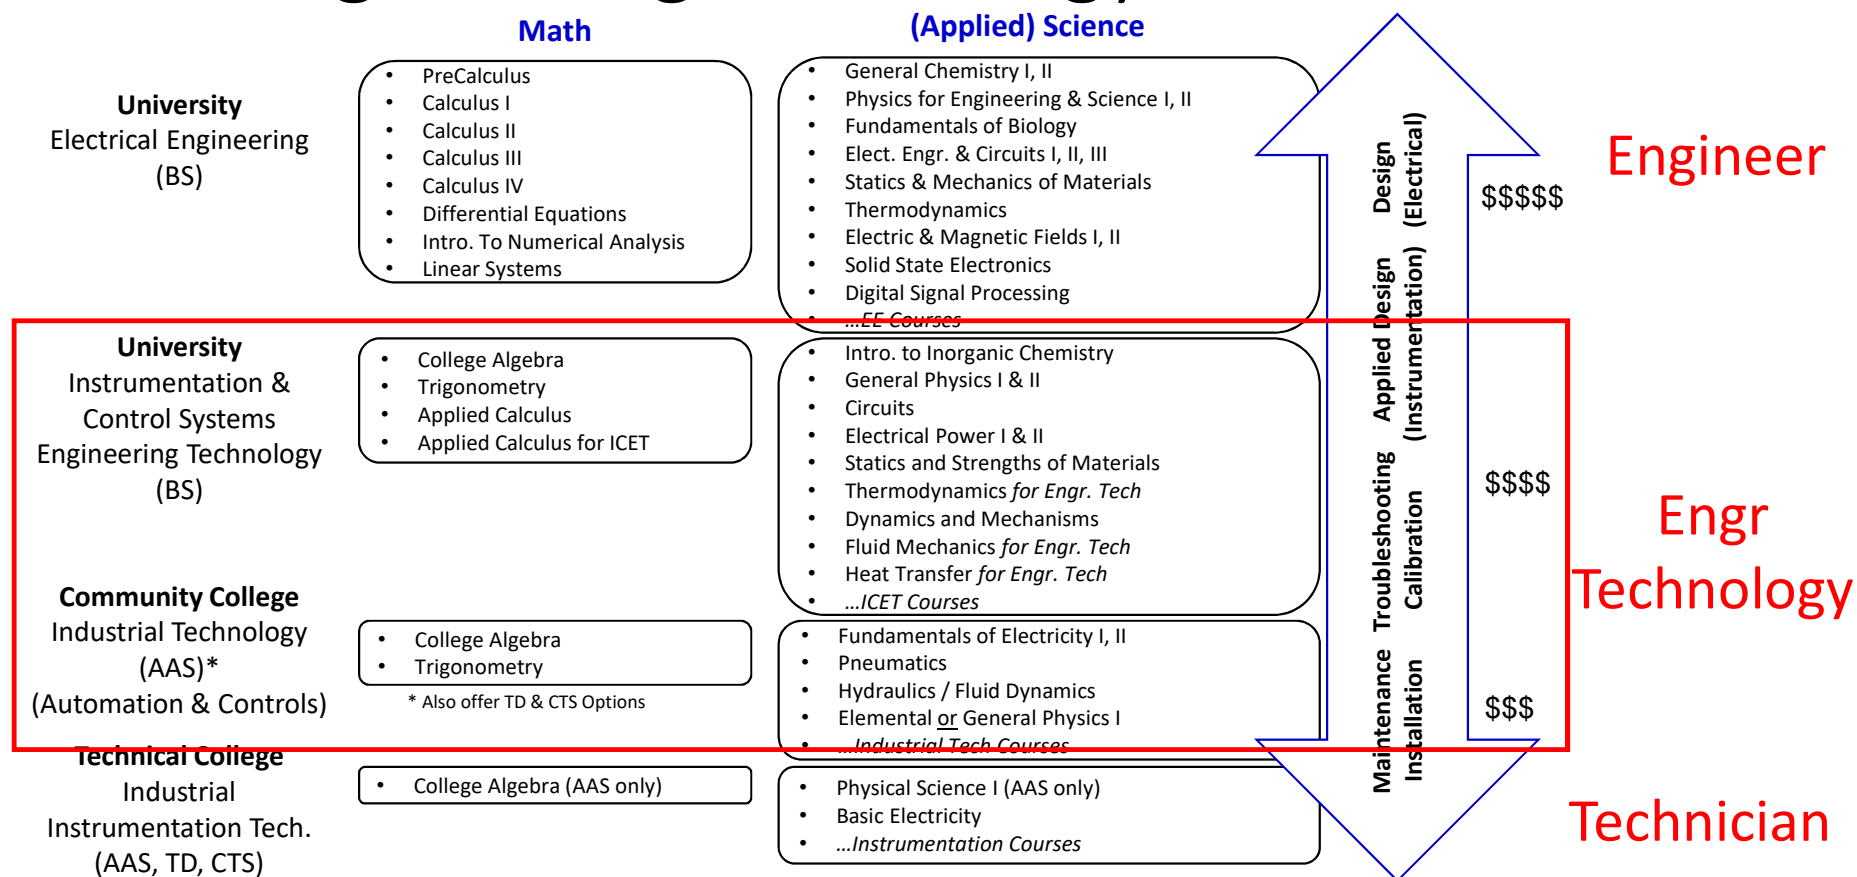 Math
(Applied) Science
University
Electrical Engineering
(BS)
• PreCalculus
• Calculus I
• Calculus II
• Calculus III
• Calculus IV
• Differential Equations
• Intro. To Numerical Analysis
• Linear Systems
• General Chemistry I, II
• Physics for Engineering & Science I, II
• Fundamentals of Biology
• Elect. Engr. & Circuits I, II, III
• Statics & Mechanics of Materials
• Thermodynamics
• Electric & Magnetic Fields I, II
• Solid State Electronics
• Digital Signal Processing
• ...EE Courses
Design
(Electrical)
$$$$$
Engineer
University
Instrumentation &
Control Systems
Engineering Technology
(BS)
• College Algebra
• Trigonometry
• Applied Calculus
• Applied Calculus for ICET
• Intro. to Inorganic Chemistry
• General Physics I & II
• Circuits
• Electrical Power I & II
• Statics and Strengths of Materials
• Thermodynamics for Engr. Tech
• Dynamics and Mechanisms
• Fluid Mechanics for Engr. Tech
• Heat Transfer for Engr. Tech
• ...ICET Courses
Applied Design
(Instrumentation)
Troubleshooting
Calibration
$$$$
Engr
Technology
Community College
Industrial Technology
(AAS)*
(Automation & Controls)
• College Algebra
• Trigonometry
* Also offer TD & CTS Options
• Fundamentals of Electricity I, II
• Pneumatics
• Hydraulics / Fluid Dynamics
• Elemental or General Physics I
• ...Industrial Tech Courses
Maintenance
Installation
$$$
Technical College
Industrial
Instrumentation Tech.
(AAS, TD, CTS)
• College Algebra (AAS only)
• Physical Science I (AAS only)
• Basic Electricity
• ...Instrumentation Courses
Technician